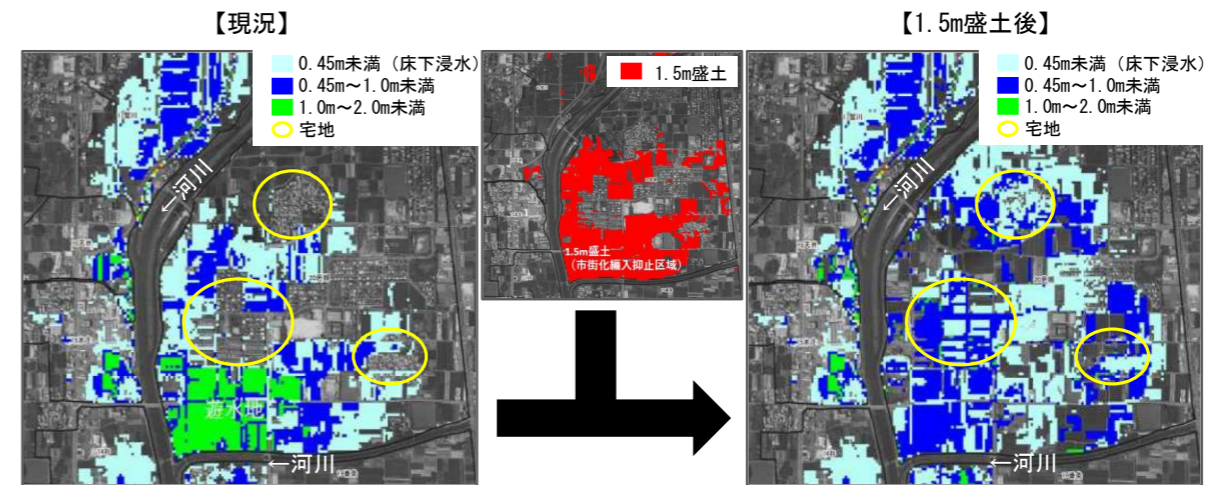 【現況】
0.45m未満（床下浸水）
0.45m～1.0m未満
1.0m～2.0m未満
宅地
←河川
遊水地
←河川
1.5m盛土
1.5m盛土
（市街化編入抑止区域）
【1.5m盛土後】
0.45m未満（床下浸水）
0.45m～1.0m未満
1.0m～2.0m未満
宅地
←河川
←河川